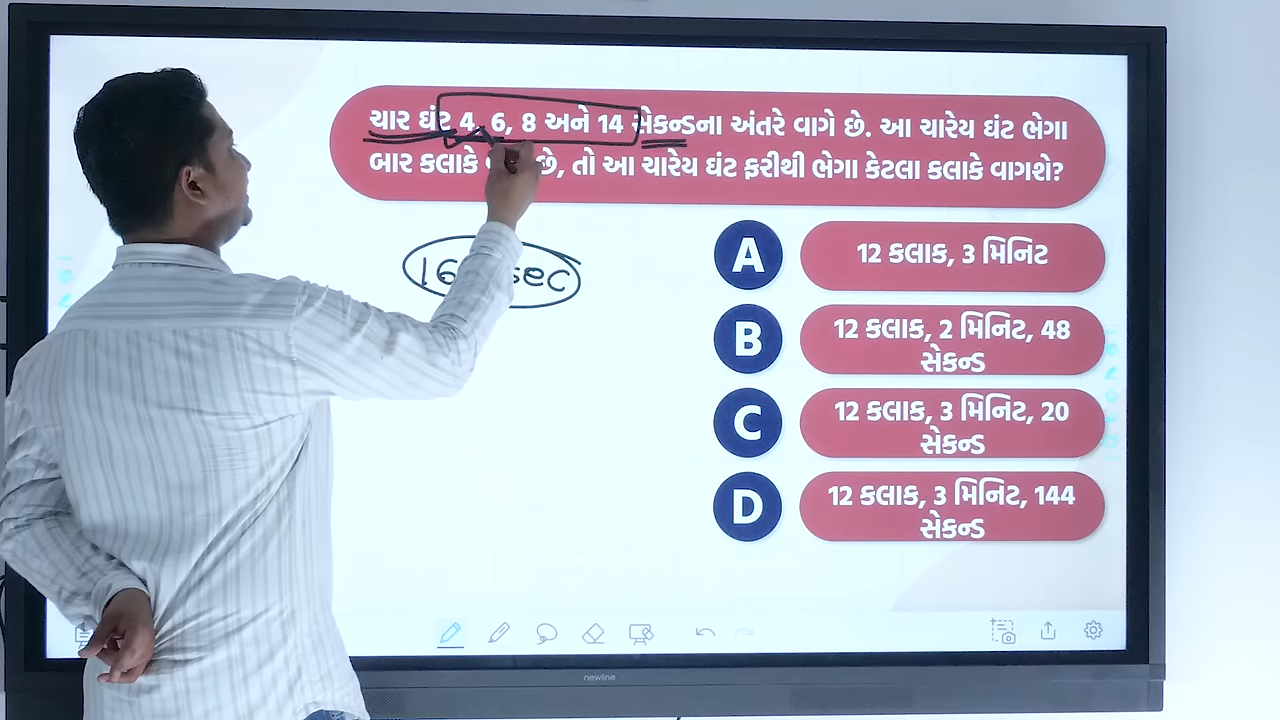 ચાર ઘંટ 4, 6, 8 અને 14 સેકન્ડના અંતરે વાગે છે. આ ચારેય ઘંટ ભેગા
બાર કલાકે છે, તો આ ચારેય ઘંટ ફરીથી ભેગા કેટલા કલાકે વાગશે?
sec
A 12 કલાક, 3 મિનિટ
B 12 કલાક, 2 મિનિટ, 48
સેકન્ડ
C 12 કલાક, 3 મિનિટ, 20
સેકન્ડ
D 12 કલાક, 3 મિનિટ, 144
સેકન્ડ
newline